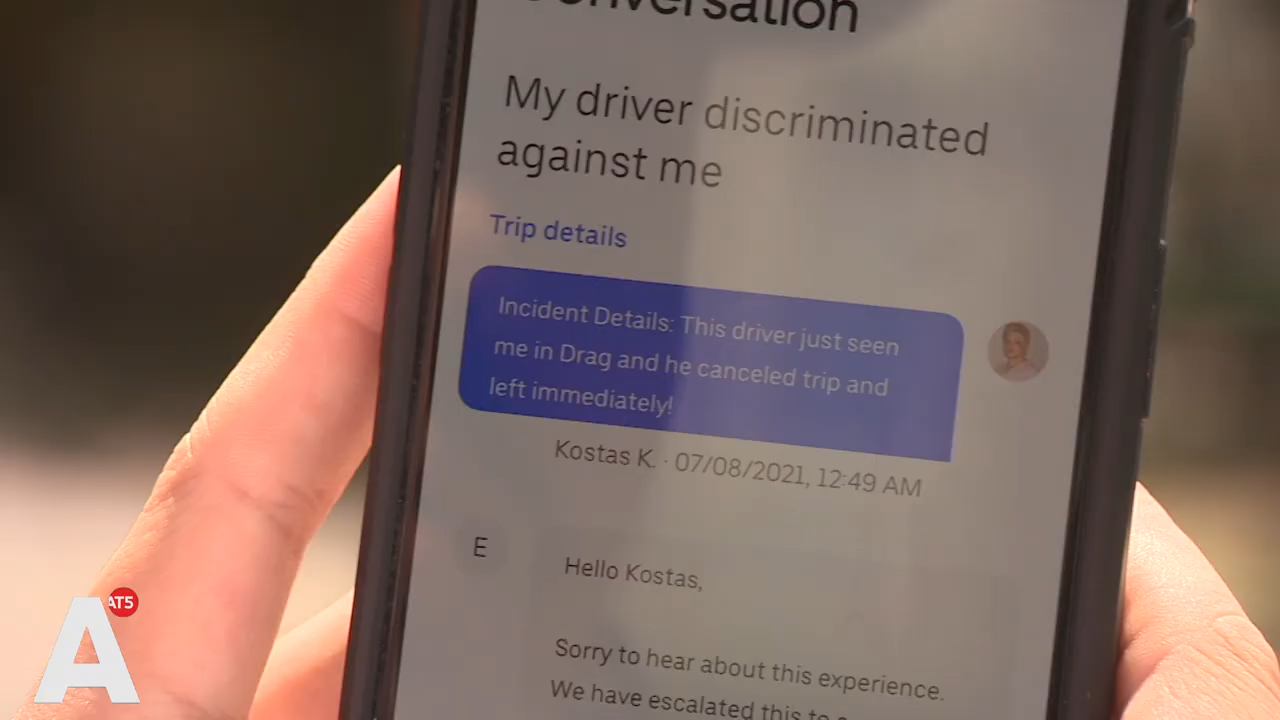 Conversation
My driver discriminated
against me
Trip details
Incident Details: This driver just seen
me in Drag and he canceled trip and
left immediately!
Kostas K. · 07/08/2021, 12:49 AM
E
Hello Kostas,
Sorry to hear about this experience.
We have escalated this to a
A AT5